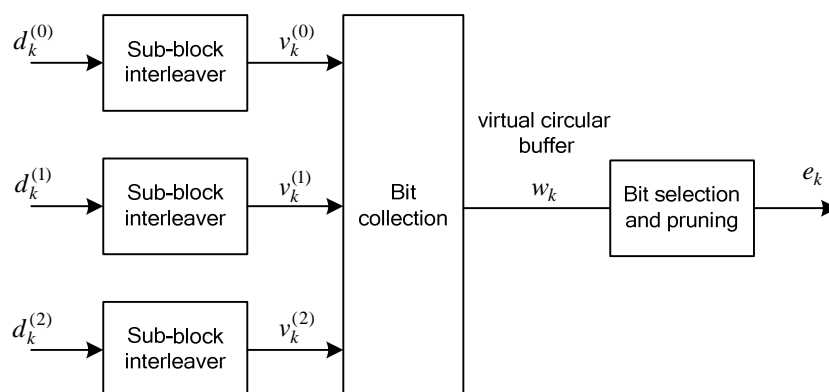 d_k^{(0)}
Sub-block
interleaver
v_k^{(0)}
d_k^{(1)}
Sub-block
interleaver
v_k^{(1)}
d_k^{(2)}
Sub-block
interleaver
v_k^{(2)}
Bit
collection
virtual circular
buffer
w_k
Bit selection
and pruning
e_k